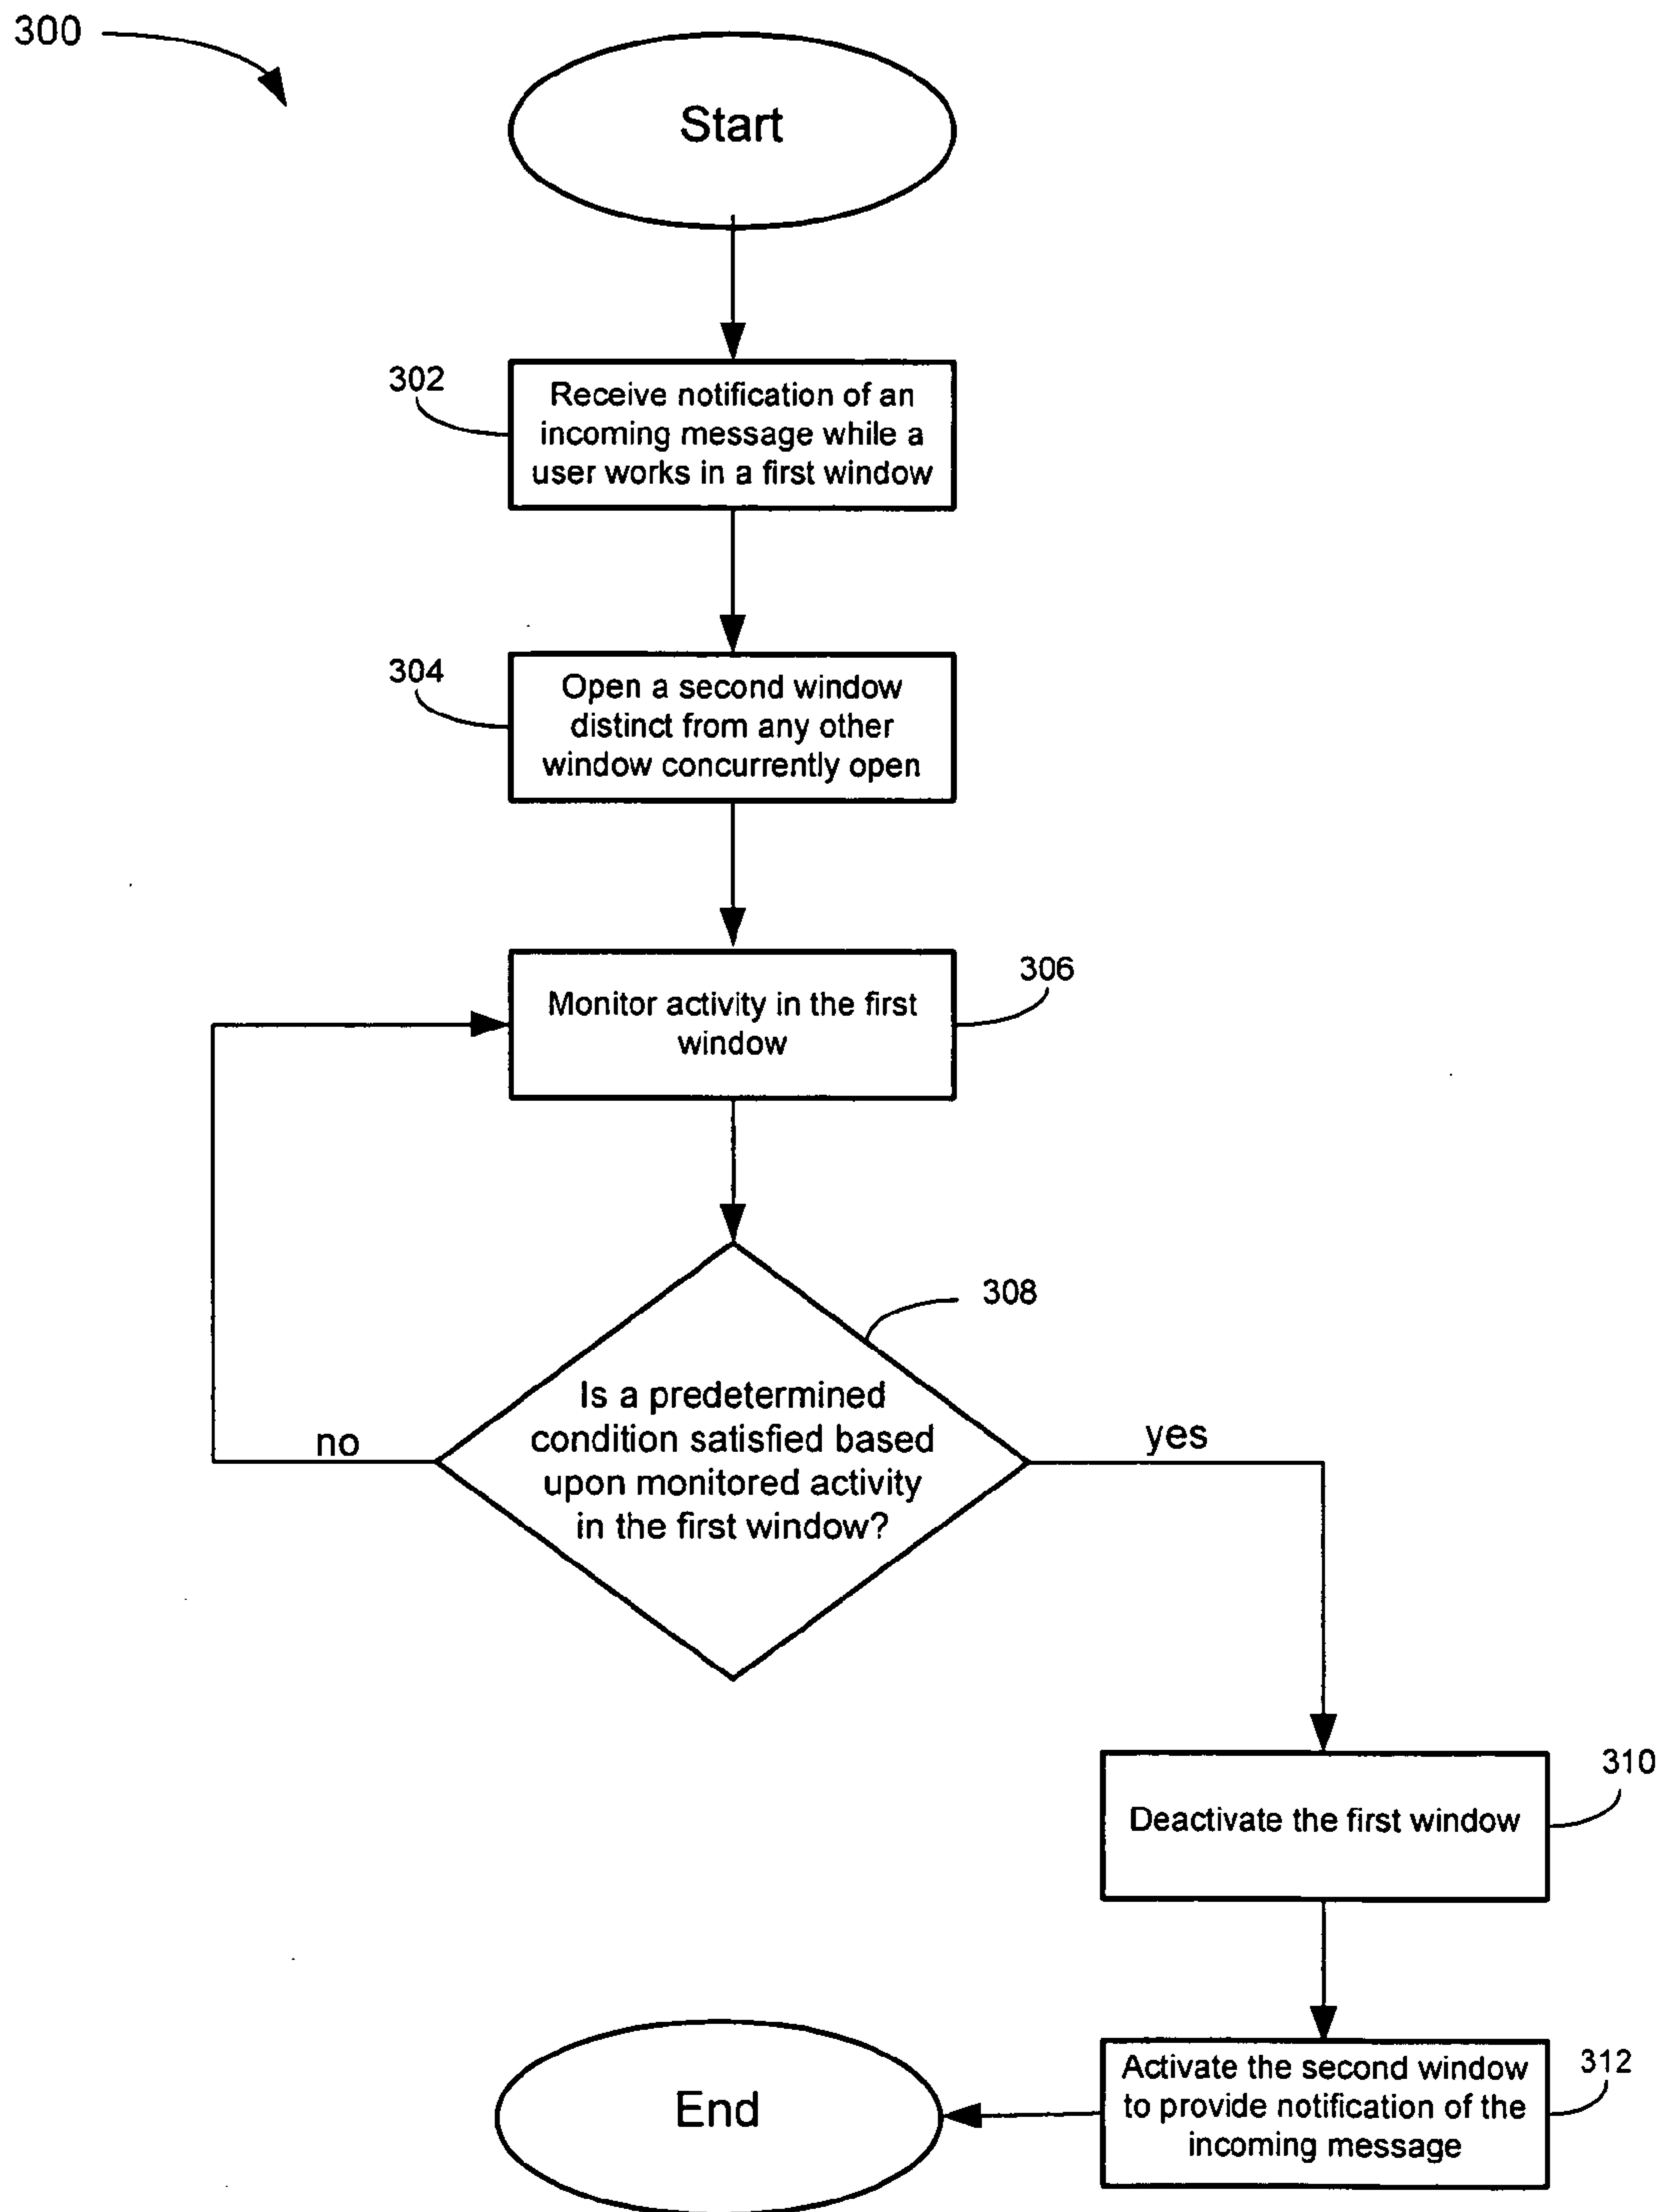 300
Start
302
Receive notification of an
incoming message while a
user works in a first window
304
Open a second window
distinct from any other
window concurrently open
306
Monitor activity in the first
window
308
Is a predetermined
condition satisfied based
upon monitored activity
in the first window?
no
yes
310
Deactivate the first window
312
Activate the second window
to provide notification of the
incoming message
End